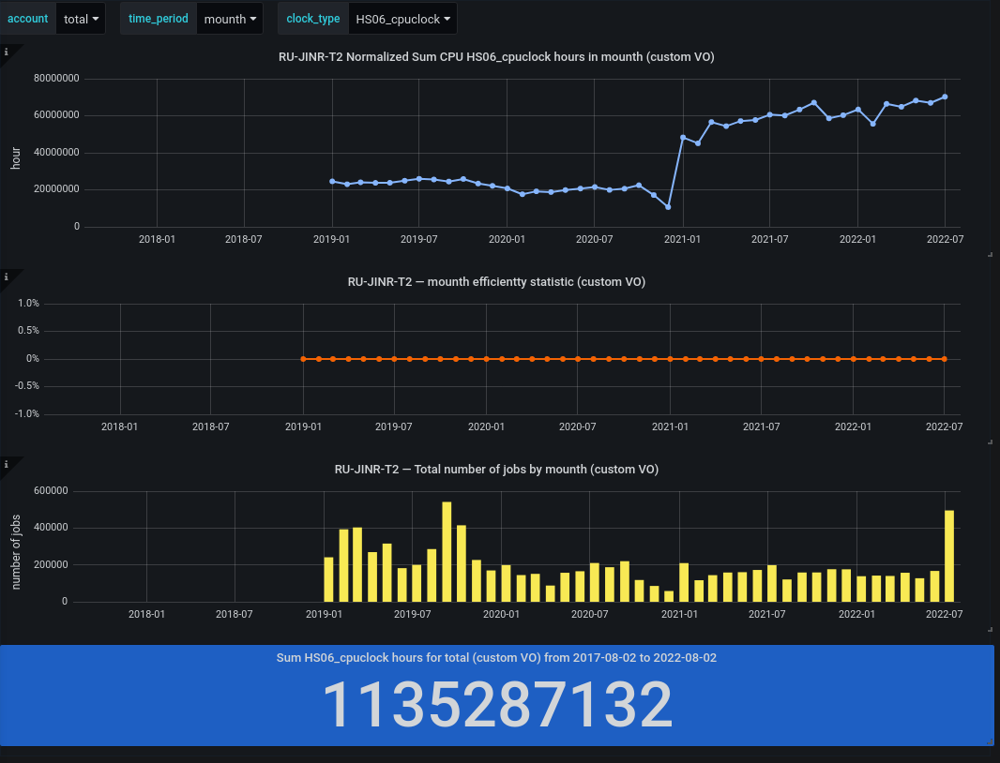 account total time_period mounth clock_type HS06_cpuclock
i
RU-JINR-T2 Normalized Sum CPU HS06_cpuclock hours in mounth (custom VO)
hour
80000000
60000000
40000000
20000000
0
2018-01 2018-07 2019-01 2019-07 2020-01 2020-07 2021-01 2021-07 2022-01 2022-07
i
RU-JINR-T2 — mounth efficientty statistic (custom VO)
1.0%
0.5%
0%
-0.5%
-1.0%
2018-01 2018-07 2019-01 2019-07 2020-01 2020-07 2021-01 2021-07 2022-01 2022-07
i
RU-JINR-T2 — Total number of jobs by mounth (custom VO)
number of jobs
600000
400000
200000
0
2018-01 2018-07 2019-01 2019-07 2020-01 2020-07 2021-01 2021-07 2022-01 2022-07
Sum HS06_cpuclock hours for total (custom VO) from 2017-08-02 to 2022-08-02
1135287132